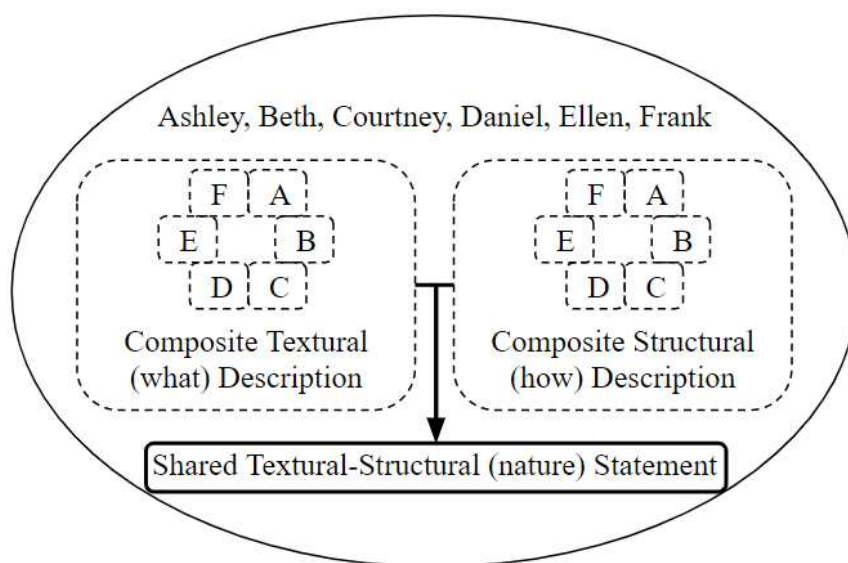 Ashley, Beth, Courtney, Daniel, Ellen, Frank
F A
E B
D C
Composite Textural
(what) Description
F A
E B
D C
Composite Structural
(how) Description
Shared Textural-Structural (nature) Statement